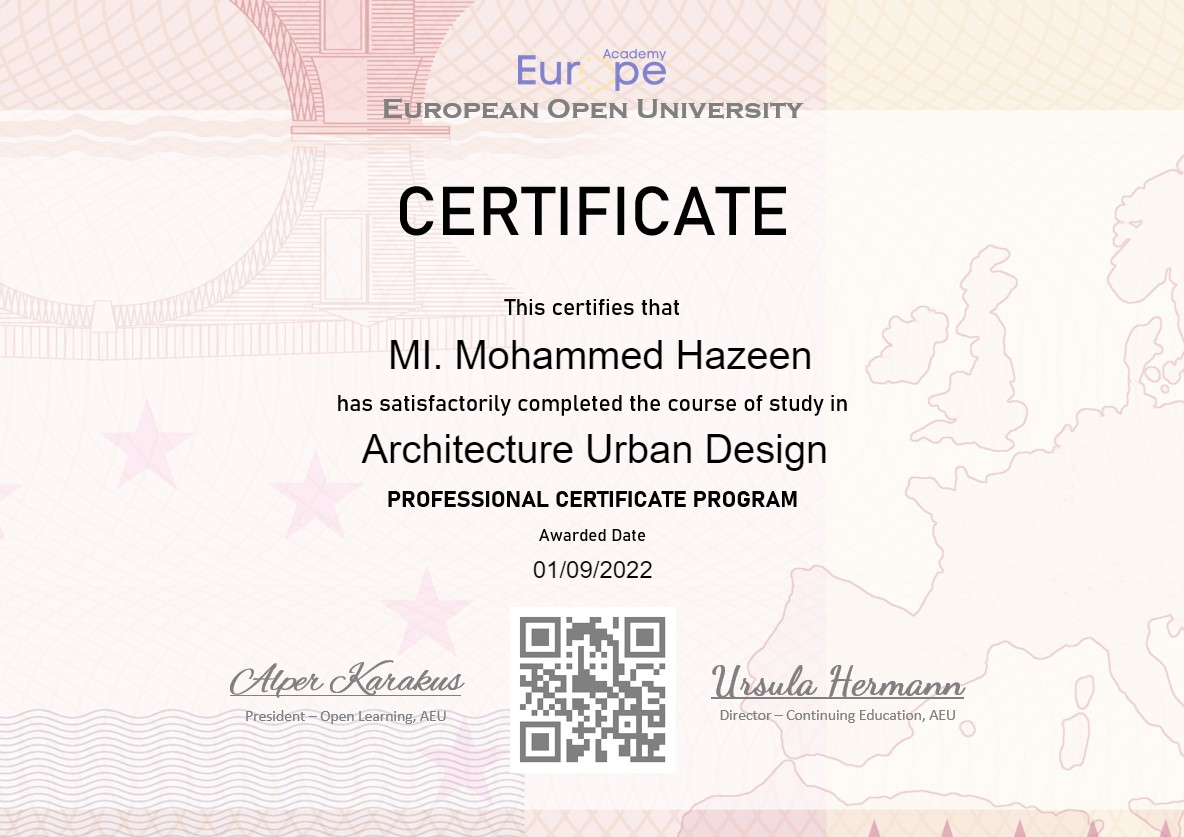 Academy
Europe
EUROPEAN OPEN UNIVERSITY
CERTIFICATE
This certifies that
MI. Mohammed Hazeen
has satisfactorily completed the course of study in
Architecture Urban Design
PROFESSIONAL CERTIFICATE PROGRAM
Awarded Date
01/09/2022
Alper Karakus
President – Open Learning, AEU
Ursula Hermann
Director – Continuing Education, AEU